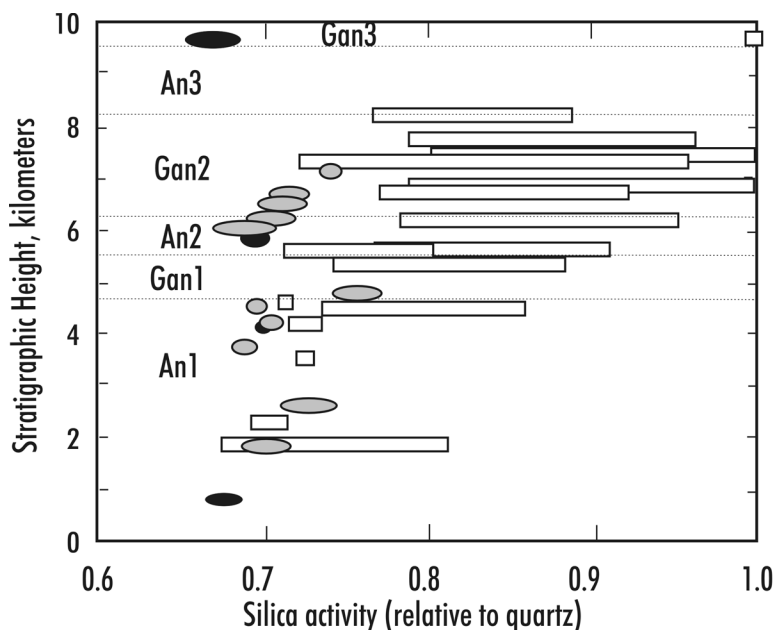 10
Gan3
An3
8
Gan2
6
An2
Gan1
4
An1
2
0
0.6 0.7 0.8 0.9 1.0
Silica activity (relative to quartz)
Stratigraphic Height, kilometers